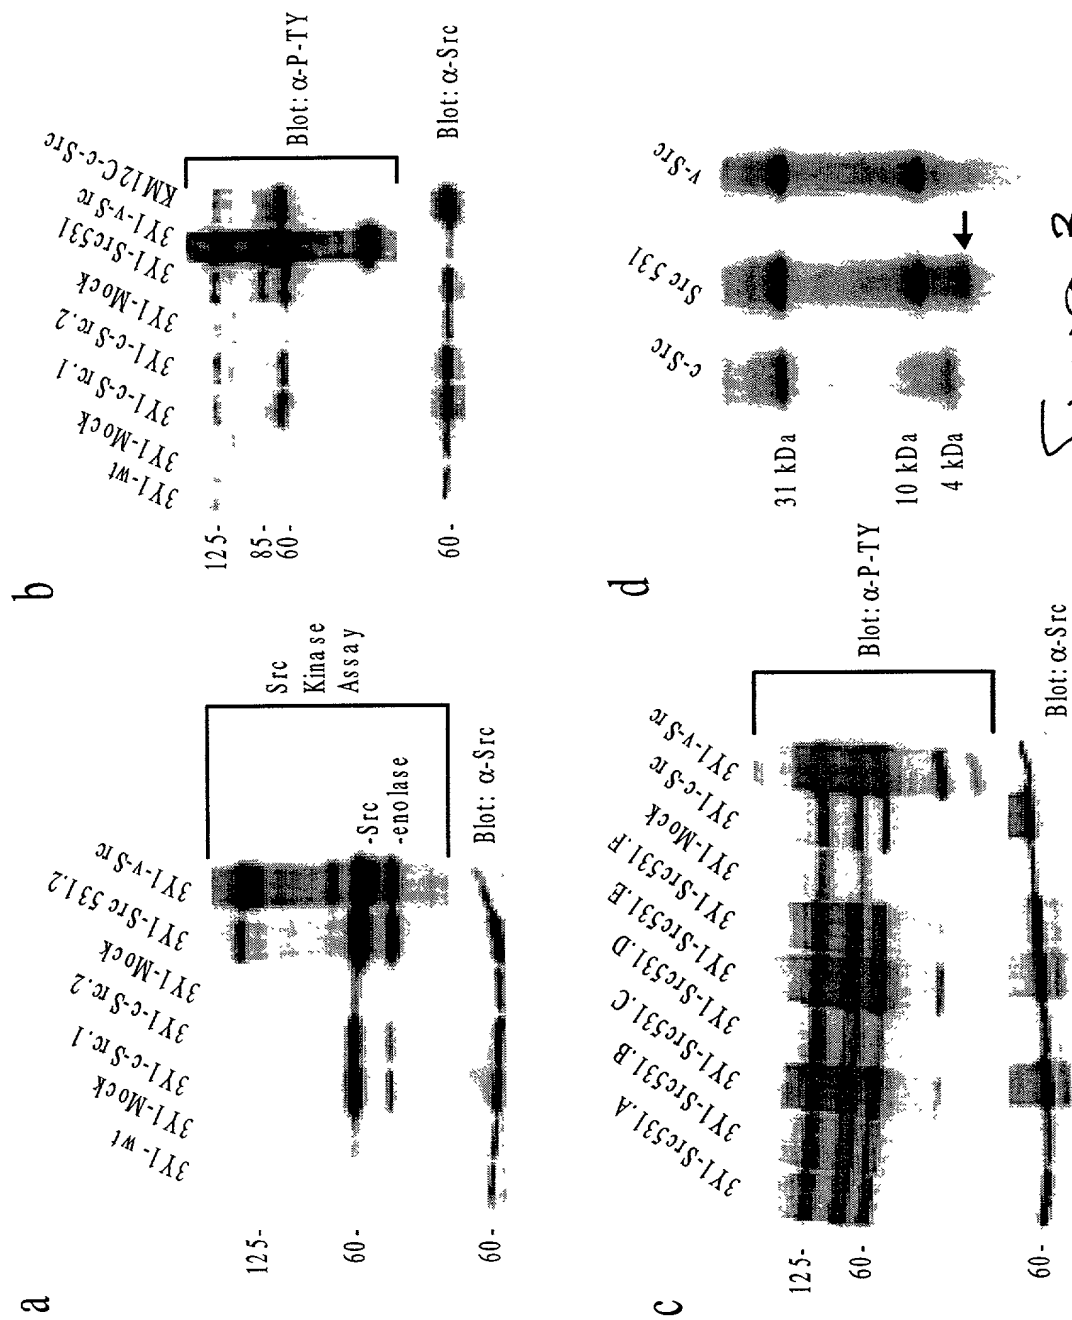 a
3Y1-wt
3Y1-Mock
3Y1-c-Src.1
3Y1-c-Src.2
3Y1-Mock
3Y1-Src 531.2
3Y1-v-Src
125-
60-
Src
Kinase
Assay
-Src
-enolase
60-
Blot: α-Src
b
3Y1-wt
3Y1-Mock
3Y1-c-Src.1
3Y1-c-Src.2
3Y1-Mock
3Y1-Src531
3Y1-v-Src
KM12C-c-Src
125-
85-
60-
Blot: α-P-TY
60-
Blot: α-Src
c
3Y1-Src531.A
3Y1-Src531.B
3Y1-Src531.C
3Y1-Src531.D
3Y1-Src531.E
3Y1-Src531.F
3Y1-Mock
3Y1-c-Src
3Y1-v-Src
125-
60-
Blot: α-P-TY
60-
Blot: α-Src
d
c-Src
Src 531
v-Src
31 kDa
10 kDa
4 kDa